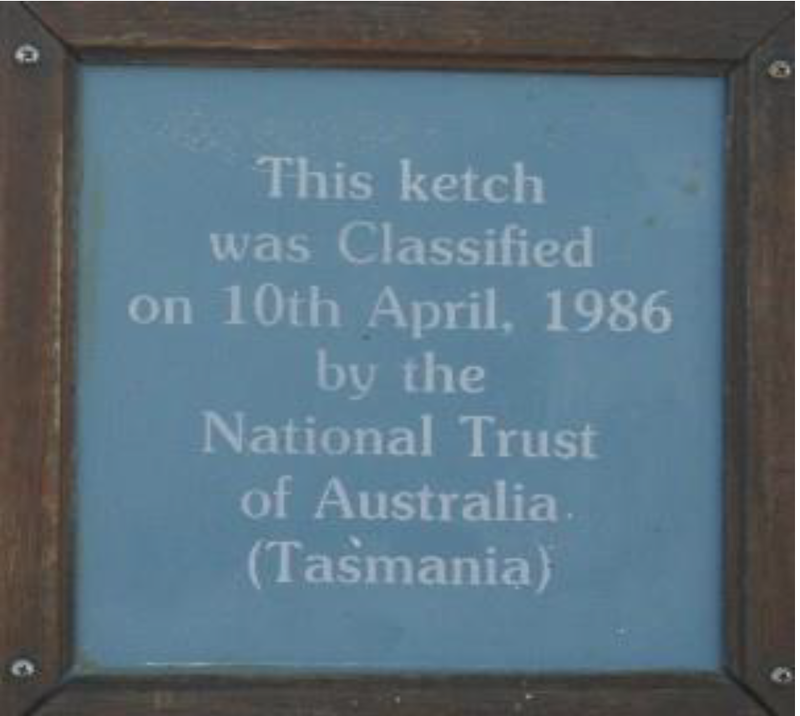 This ketch
was Classified
on 10th April, 1986
by the
National Trust
of Australia
(Tasmania)